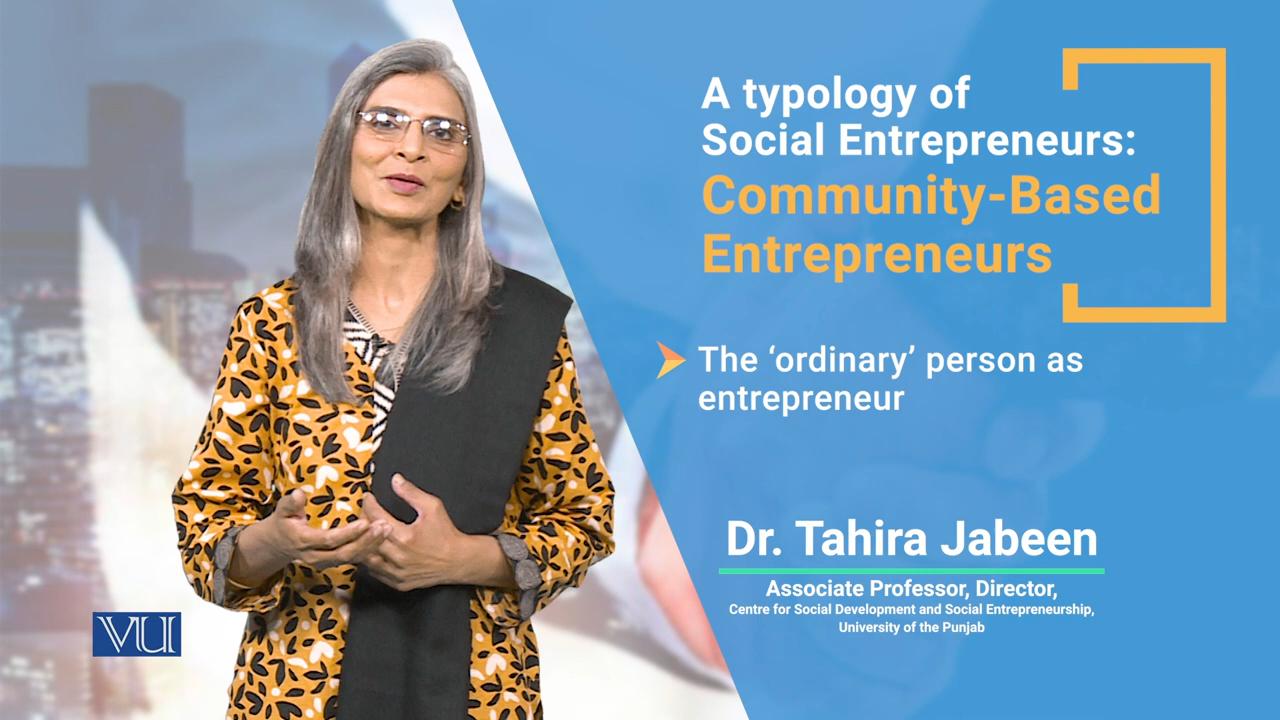 A typology of
Social Entrepreneurs:
Community-Based
Entrepreneurs
The ‘ordinary’ person as
entrepreneur
Dr. Tahira Jabeen
Associate Professor, Director,
Centre for Social Development and Social Entrepreneurship,
University of the Punjab
VU